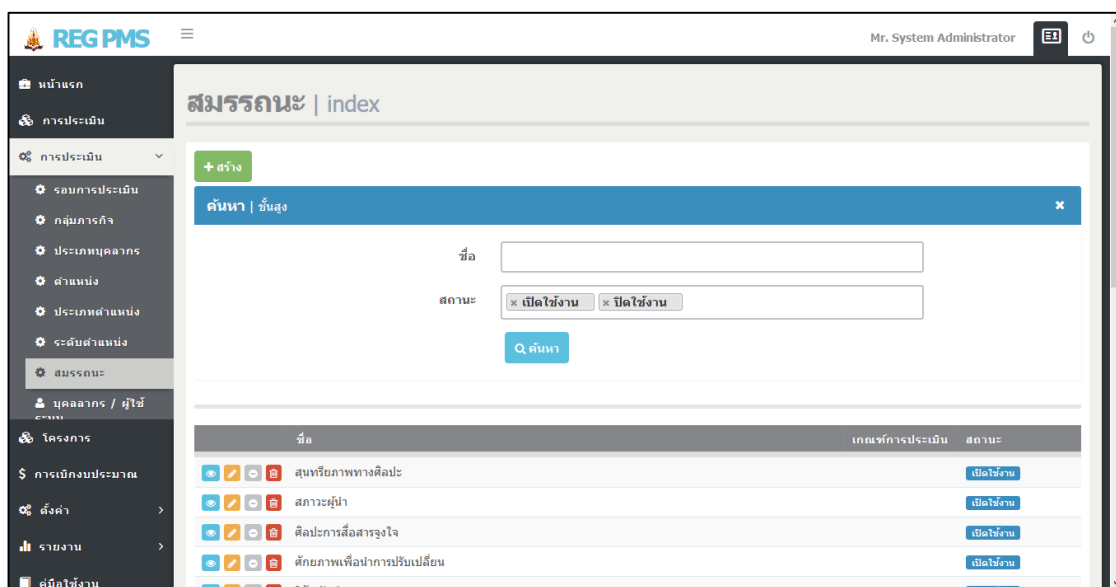 REG PMS
Mr. System Administrator
หน้าแรก
การประเมิน
การประเมิน
รอบการประเมิน
กลุ่มภารกิจ
ประเภทบุคลากร
ตำแหน่ง
ประเภทตำแหน่ง
ระดับตำแหน่ง
สมรรถนะ
บุคลากร / ผู้ใช้
โครงการ
$ การเบิกงบประมาณ
ตั้งค่า
รายงาน
คู่มือใช้งาน
สมรรถนะ | index
+ สร้าง
ค้นหา | ขั้นสูง
ชื่อ
สถานะ
× เปิดใช้งาน × ปิดใช้งาน
ค้นหา
ชื่อ เกณฑ์การประเมิน สถานะ
สุนทรียภาพทางศิลปะ เปิดใช้งาน
สภาวะผู้นำ เปิดใช้งาน
ศิลปะการสื่อสารจูงใจ เปิดใช้งาน
ศักยภาพเพื่อนำการปรับเปลี่ยน เปิดใช้งาน